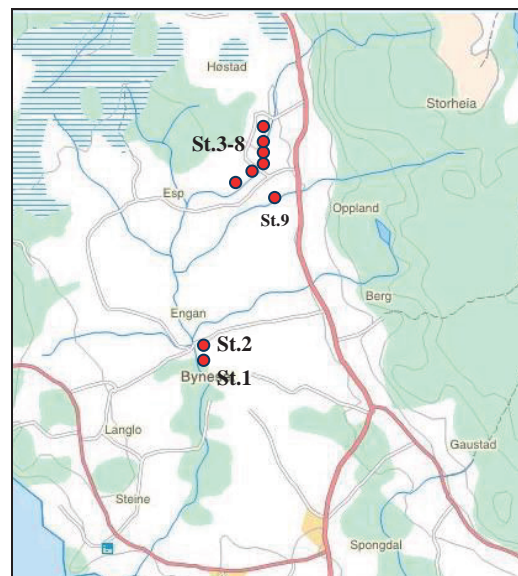 Høstad
Storheia
St.3-8
Esp
Oppland
St.9
Berg
Engan
St.2
St.1
Langlo
Gaustad
Steine
Spongdal